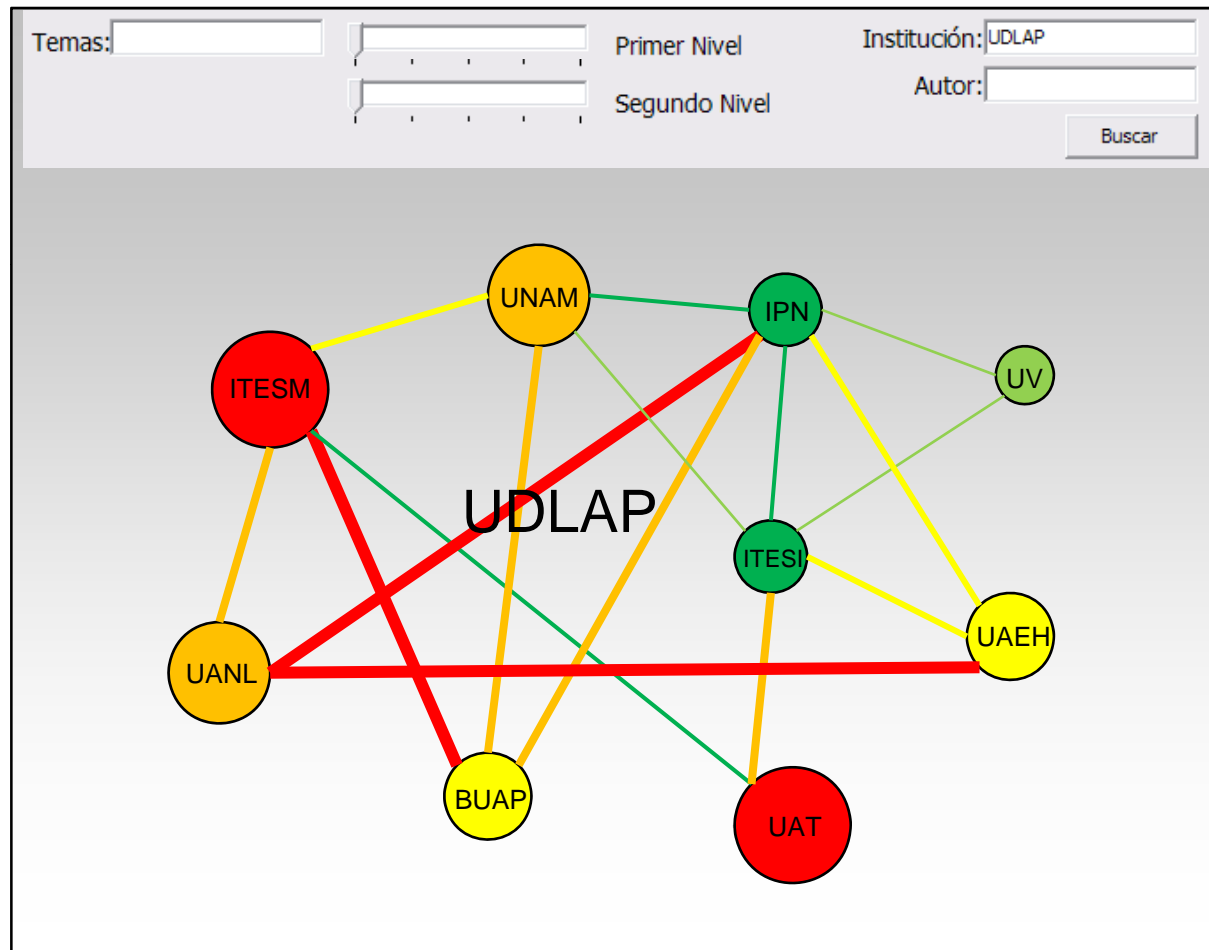 Temas:
Primer Nivel
Segundo Nivel
Institución: UDLAP
Autor:
Buscar
UNAM
IPN
UV
ITESM
UDLAP
ITESI
UAEH
UANL
BUAP
UAT